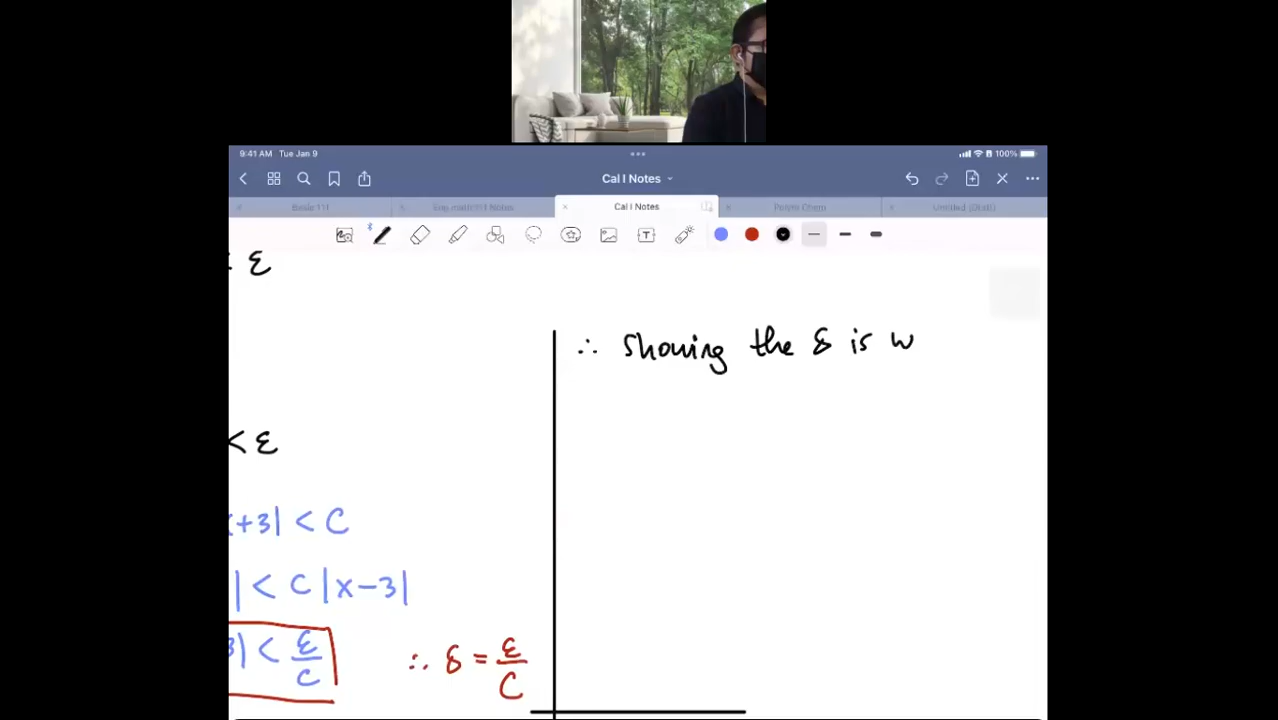 9:41 AM Tue Jan 9
100%
Cal I Notes
Cal I Notes
< ε
∴ Showing the δ is w
< ε
x+3| < C
| < C |x−3|
3| < ε/C
∴ δ = ε/C